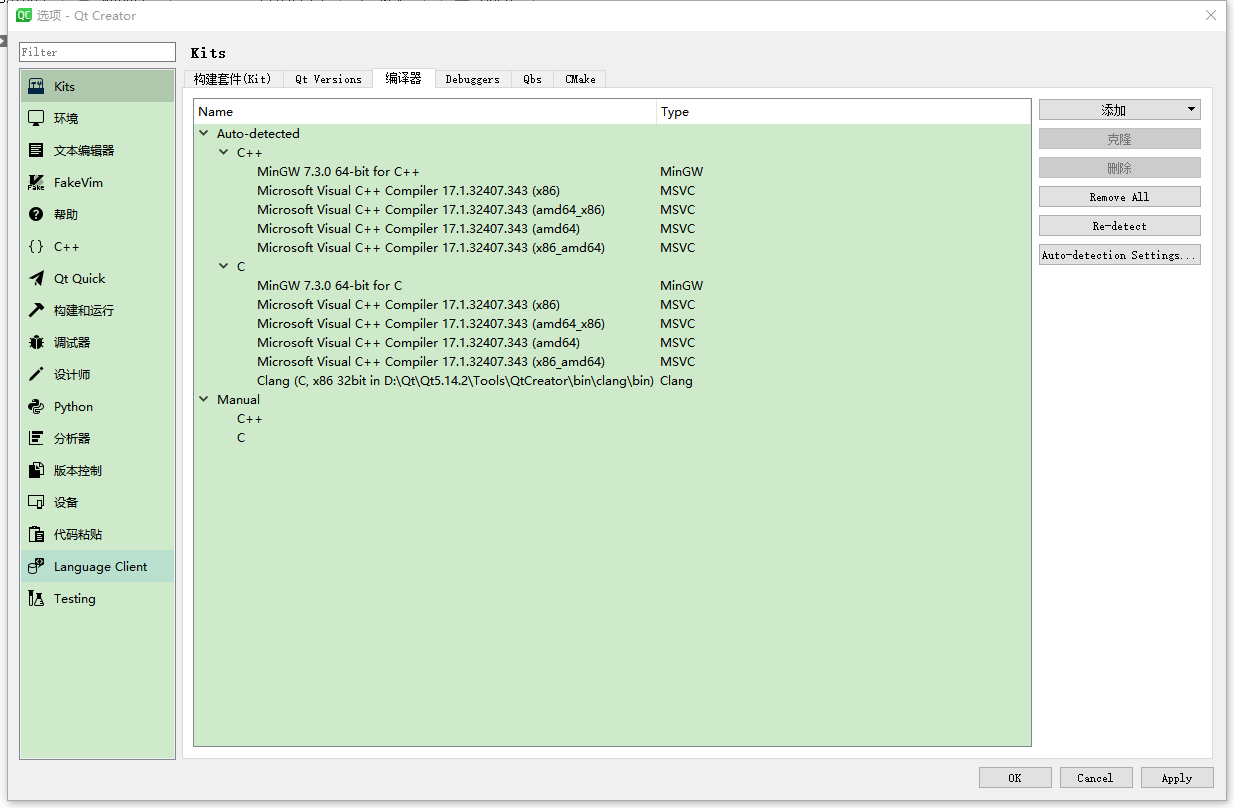 选项 - Qt Creator
Filter
Kits
环境
文本编辑器
FakeVim
帮助
C++
Qt Quick
构建和运行
调试器
设计师
Python
分析器
版本控制
设备
代码粘贴
Language Client
Testing
Kits
构建套件(Kit) Qt Versions 编译器 Debuggers Qbs CMake
Name Type
Auto-detected
C++
MinGW 7.3.0 64-bit for C++ MinGW
Microsoft Visual C++ Compiler 17.1.32407.343 (x86) MSVC
Microsoft Visual C++ Compiler 17.1.32407.343 (amd64_x86) MSVC
Microsoft Visual C++ Compiler 17.1.32407.343 (amd64) MSVC
Microsoft Visual C++ Compiler 17.1.32407.343 (x86_amd64) MSVC
C
MinGW 7.3.0 64-bit for C MinGW
Microsoft Visual C++ Compiler 17.1.32407.343 (x86) MSVC
Microsoft Visual C++ Compiler 17.1.32407.343 (amd64_x86) MSVC
Microsoft Visual C++ Compiler 17.1.32407.343 (amd64) MSVC
Microsoft Visual C++ Compiler 17.1.32407.343 (x86_amd64) MSVC
Clang (C, x86 32bit in D:\Qt\Qt5.14.2\Tools\QtCreator\bin\clang\bin) Clang
Manual
C++
C
添加
克隆
删除
Remove All
Re-detect
Auto-detection Settings...
OK Cancel Apply